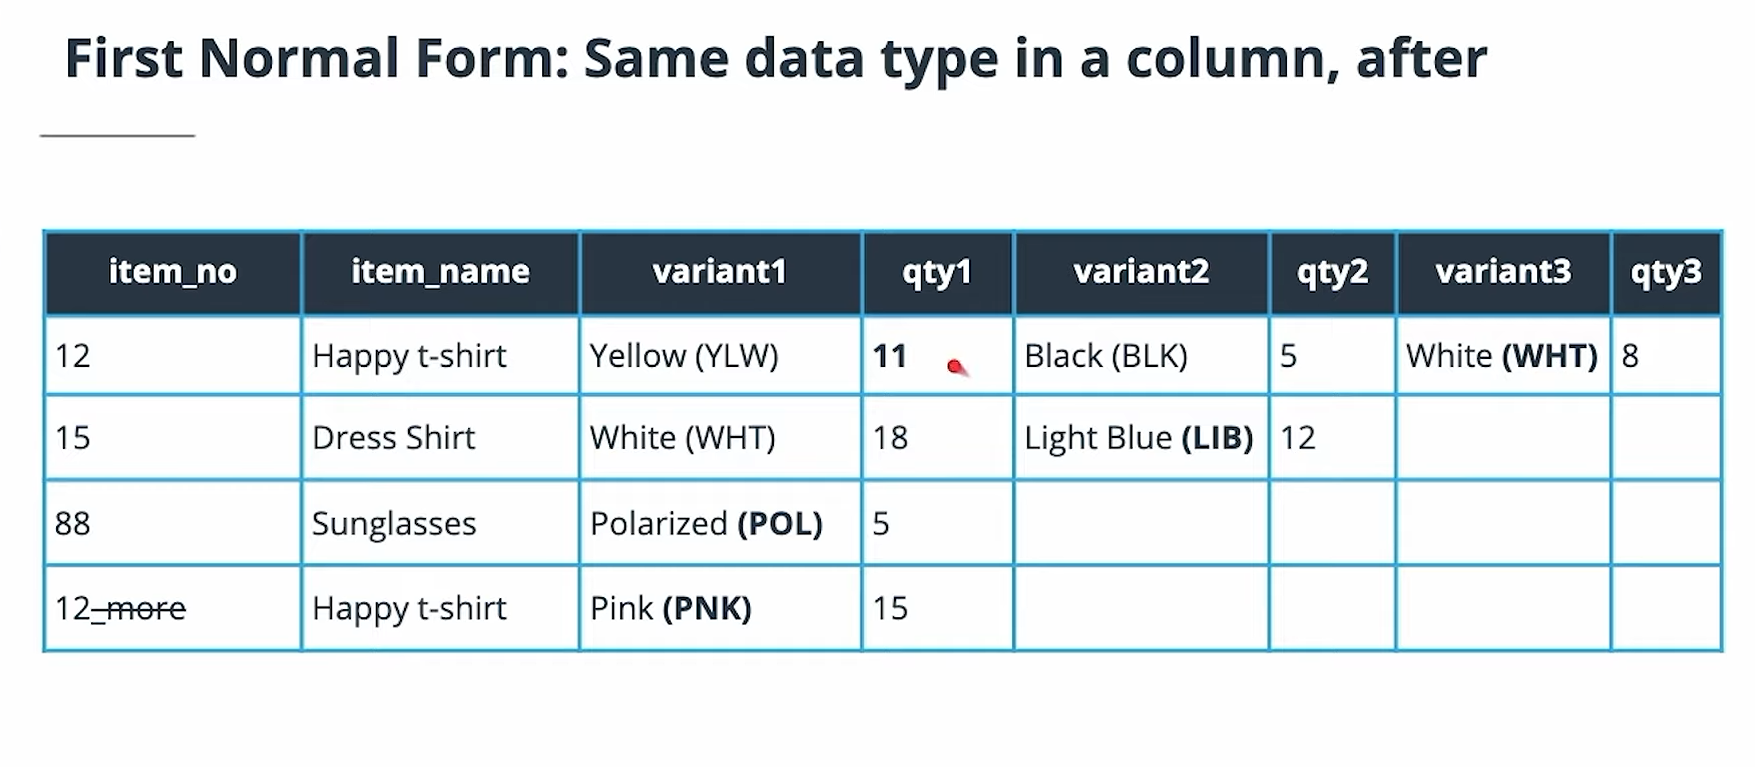 First Normal Form: Same data type in a column, after
item_no item_name variant1 qty1 variant2 qty2 variant3 qty3
12 Happy t-shirt Yellow (YLW) 11 Black (BLK) 5 White (WHT) 8
15 Dress Shirt White (WHT) 18 Light Blue (LIB) 12
88 Sunglasses Polarized (POL) 5
12_more Happy t-shirt Pink (PNK) 15